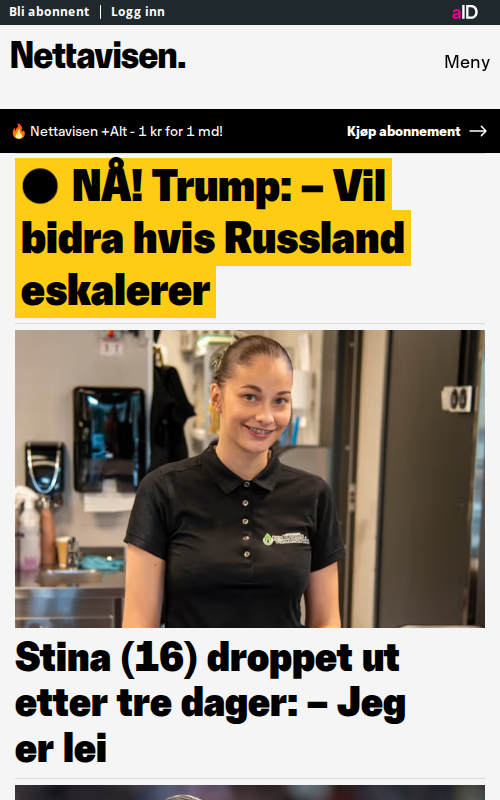 Bli abonnent | Logg inn
aID
Nettavisen.
Meny
🔥 Nettavisen +Alt - 1 kr for 1 md!
Kjøp abonnement →
● NÅ! Trump: – Vil
bidra hvis Russland
eskalerer
Stina (16) droppet ut
etter tre dager: – Jeg
er lei